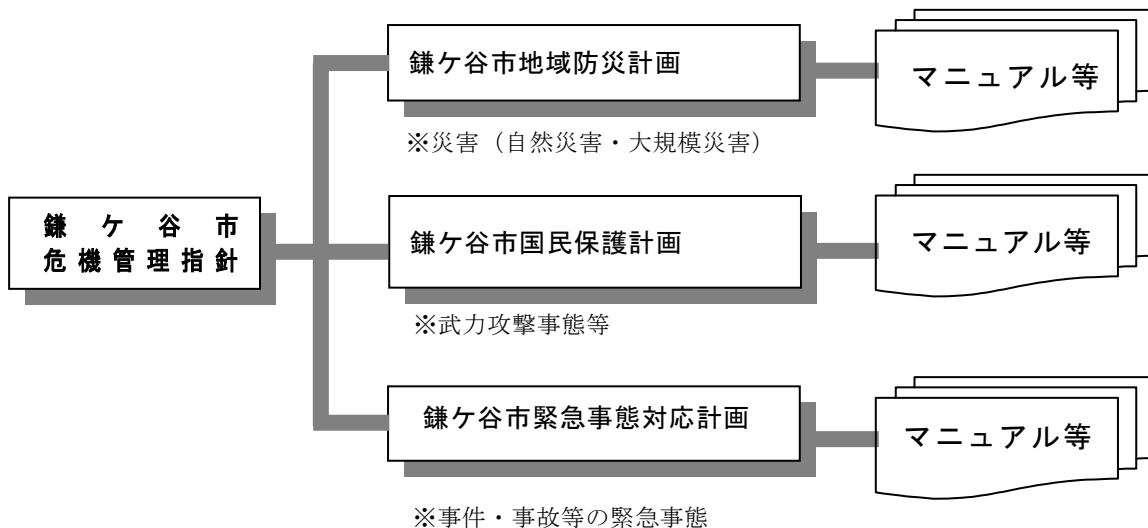 鎌ケ谷市
危機管理指針
鎌ケ谷市地域防災計画
※災害（自然災害・大規模災害）
マニュアル等
鎌ケ谷市国民保護計画
※武力攻撃事態等
マニュアル等
鎌ケ谷市緊急事態対応計画
※事件・事故等の緊急事態
マニュアル等